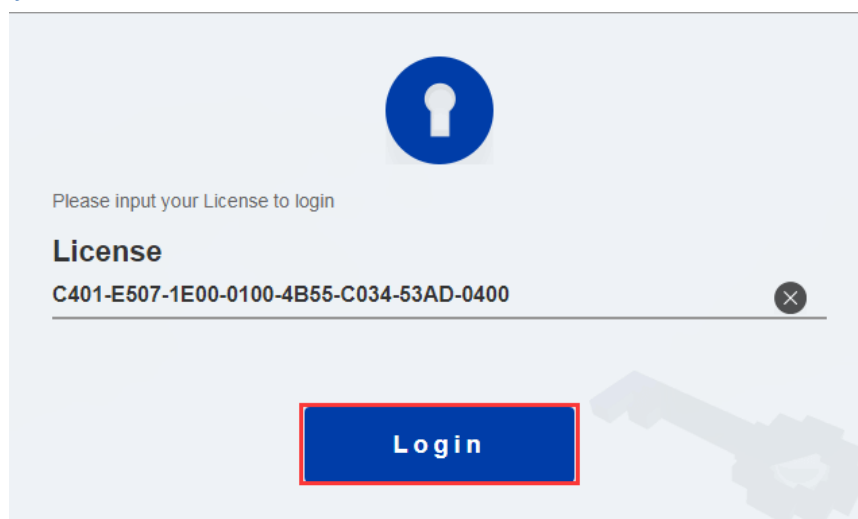 Please input your License to login
License
C401-E507-1E00-0100-4B55-C034-53AD-0400
Login